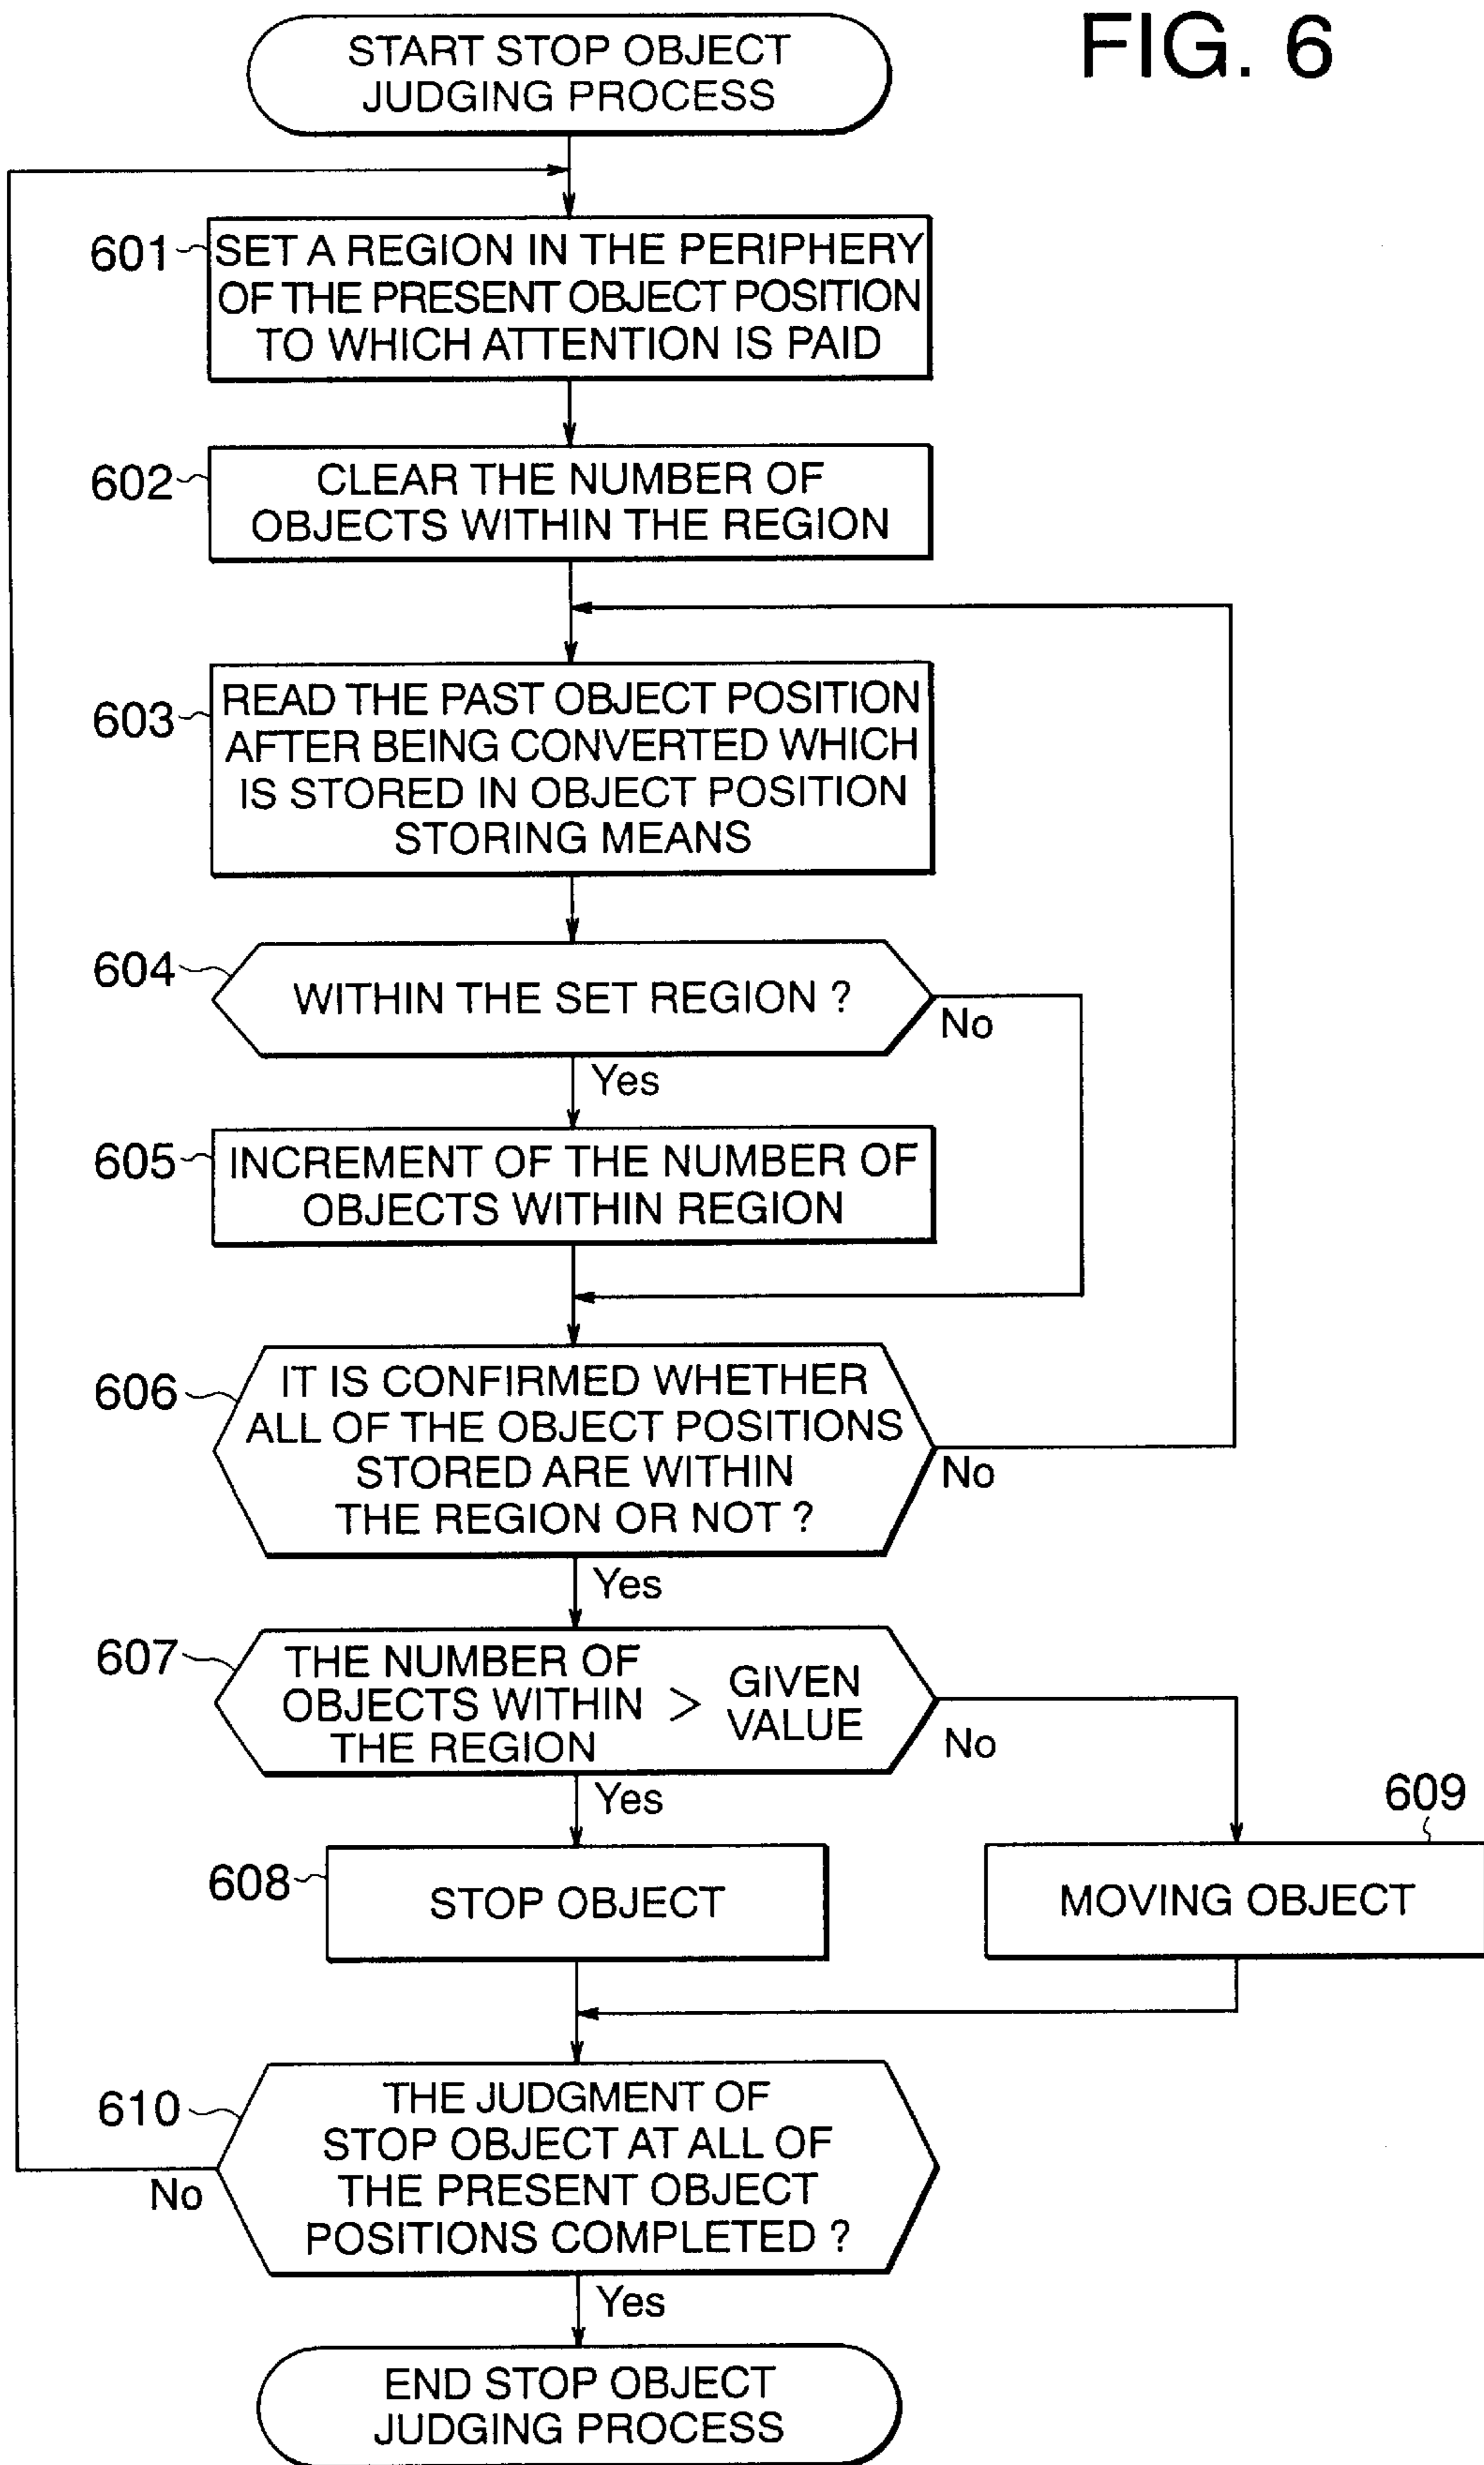 FIG. 6
START STOP OBJECT
JUDGING PROCESS
601
SET A REGION IN THE PERIPHERY
OF THE PRESENT OBJECT POSITION
TO WHICH ATTENTION IS PAID
602
CLEAR THE NUMBER OF
OBJECTS WITHIN THE REGION
603
READ THE PAST OBJECT POSITION
AFTER BEING CONVERTED WHICH
IS STORED IN OBJECT POSITION
STORING MEANS
604
WITHIN THE SET REGION ?
No
Yes
605
INCREMENT OF THE NUMBER OF
OBJECTS WITHIN REGION
606
IT IS CONFIRMED WHETHER
ALL OF THE OBJECT POSITIONS
STORED ARE WITHIN
THE REGION OR NOT ?
No
Yes
607
THE NUMBER OF
OBJECTS WITHIN
THE REGION
>
GIVEN
VALUE
No
Yes
608
STOP OBJECT
609
MOVING OBJECT
610
THE JUDGMENT OF
STOP OBJECT AT ALL OF
THE PRESENT OBJECT
POSITIONS COMPLETED ?
No
Yes
END STOP OBJECT
JUDGING PROCESS